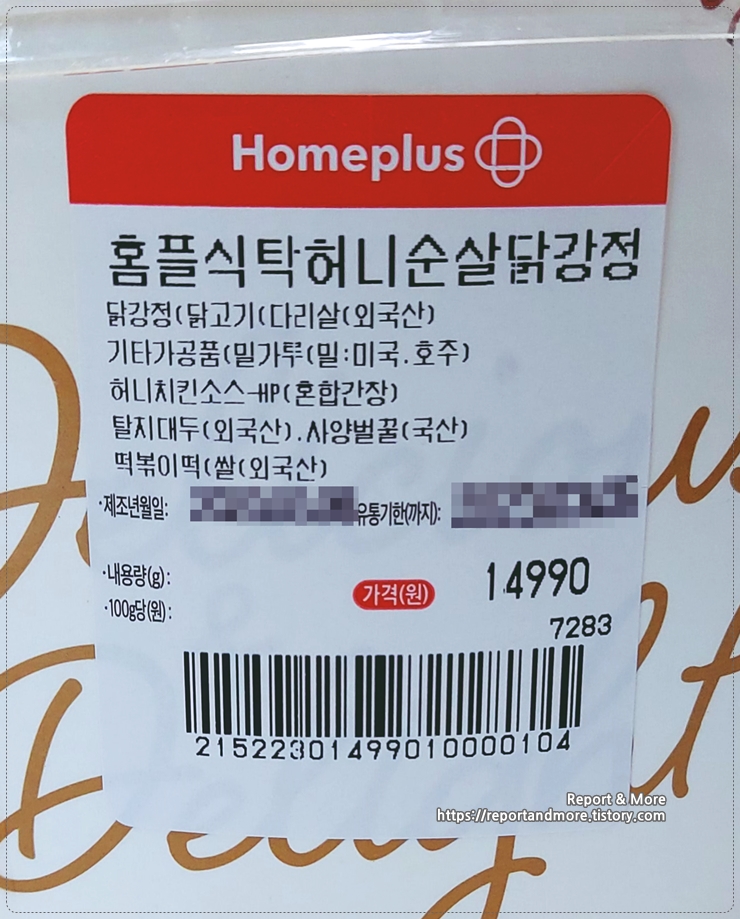 Homeplus
홈플식탁허니순살닭강정
닭강정(닭고기(다리살(외국산)
기타가공품(밀가루(밀:미국.호주)
허니치킨소스-HP(혼합간장)
탈지대두(외국산).사양벌꿀(국산)
떡볶이떡(쌀(외국산)
·제조년월일: 유통기한(까지):
·내용량(g): 가격(원) 14990
·100g당(원):
7283
21522301499010000104
Report & More
https://reportandmore.tistory.com